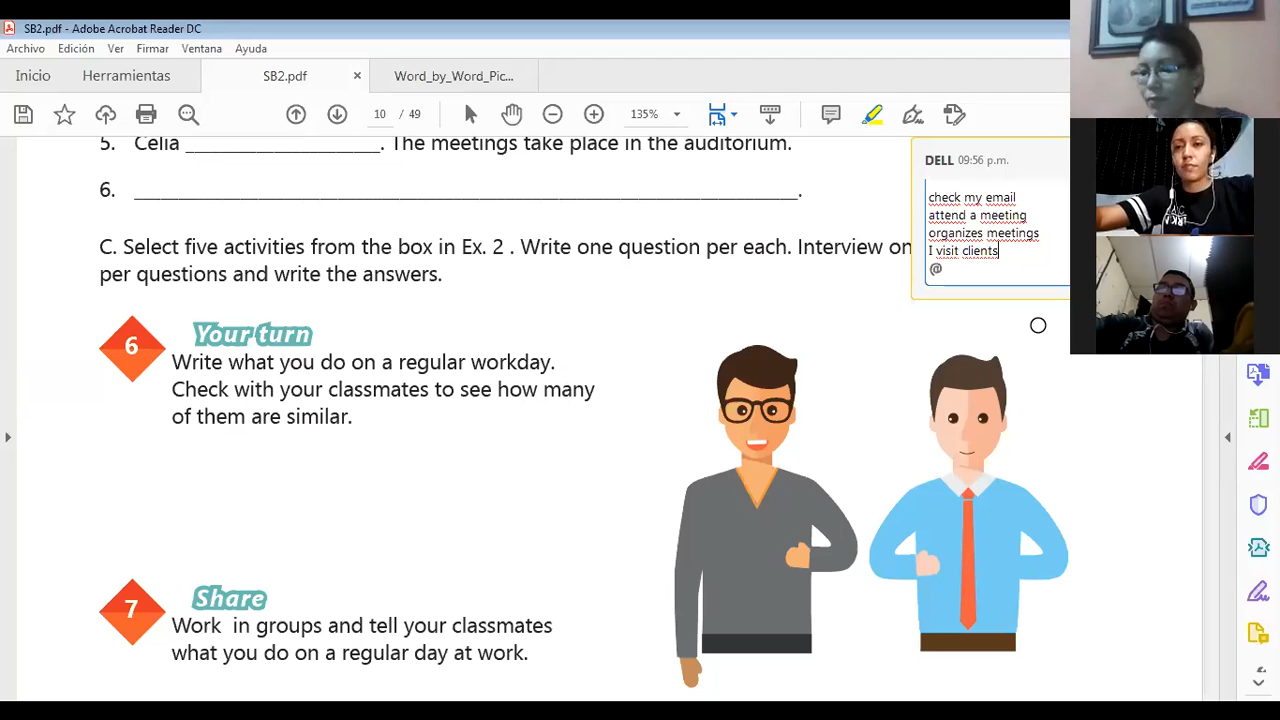 SB2.pdf - Adobe Acrobat Reader DC
Archivo Edición Ver Firmar Ventana Ayuda
Inicio Herramientas SB2.pdf × Word_by_Word_Pic...
10 / 49 135%
5. Celia ____________________. The meetings take place in the auditorium.
6. ______________________________________________________________________.
C. Select five activities from the box in Ex. 2 . Write one question per each. Interview on
per questions and write the answers.
DELL 09:56 p.m.
check my email
attend a meeting
organizes meetings
I visit clients
@
6 Your turn
Write what you do on a regular workday.
Check with your classmates to see how many
of them are similar.
7 Share
Work in groups and tell your classmates
what you do on a regular day at work.